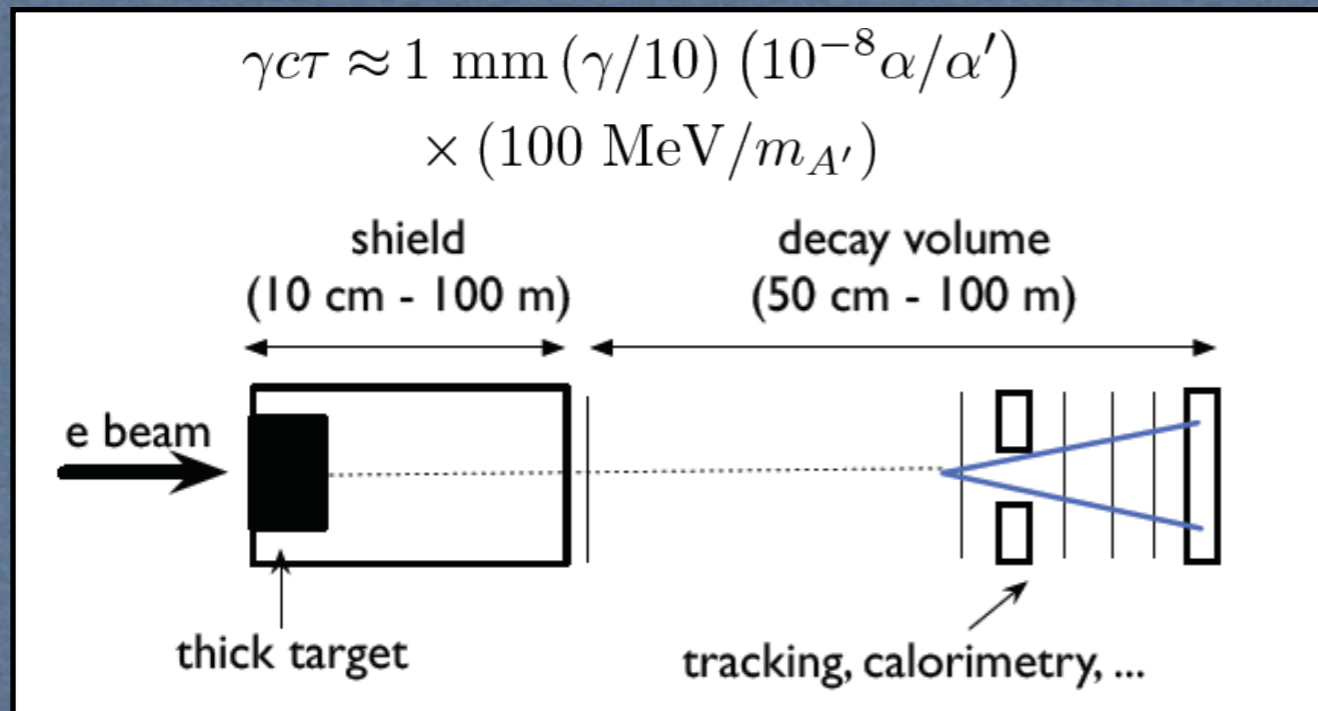 γcτ ≈ 1 mm (γ/10) (10⁻⁸α/α′)
× (100 MeV/m_{A′})
shield
(10 cm - 100 m)
decay volume
(50 cm - 100 m)
e beam
thick target
tracking, calorimetry, ...